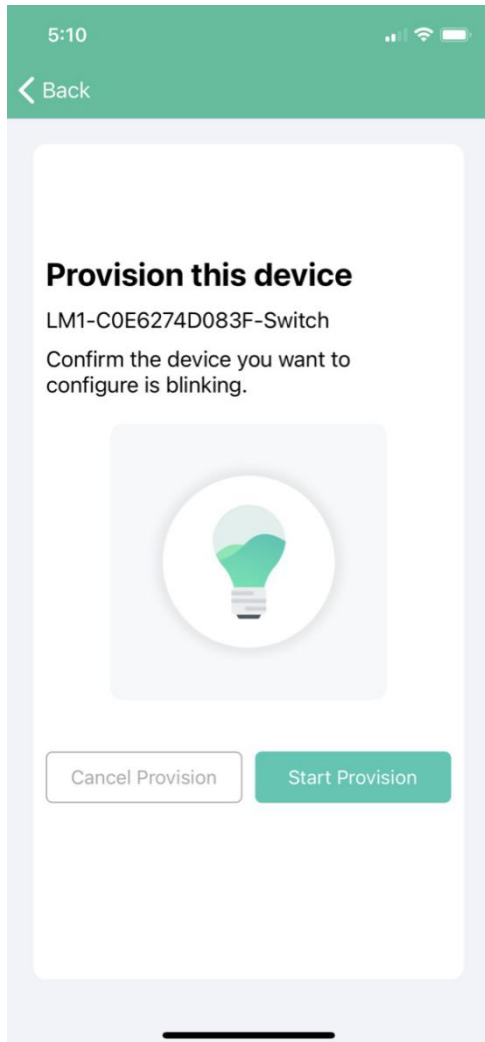 5:10
Back
Provision this device
LM1-C0E6274D083F-Switch
Confirm the device you want to
configure is blinking.
Cancel Provision
Start Provision